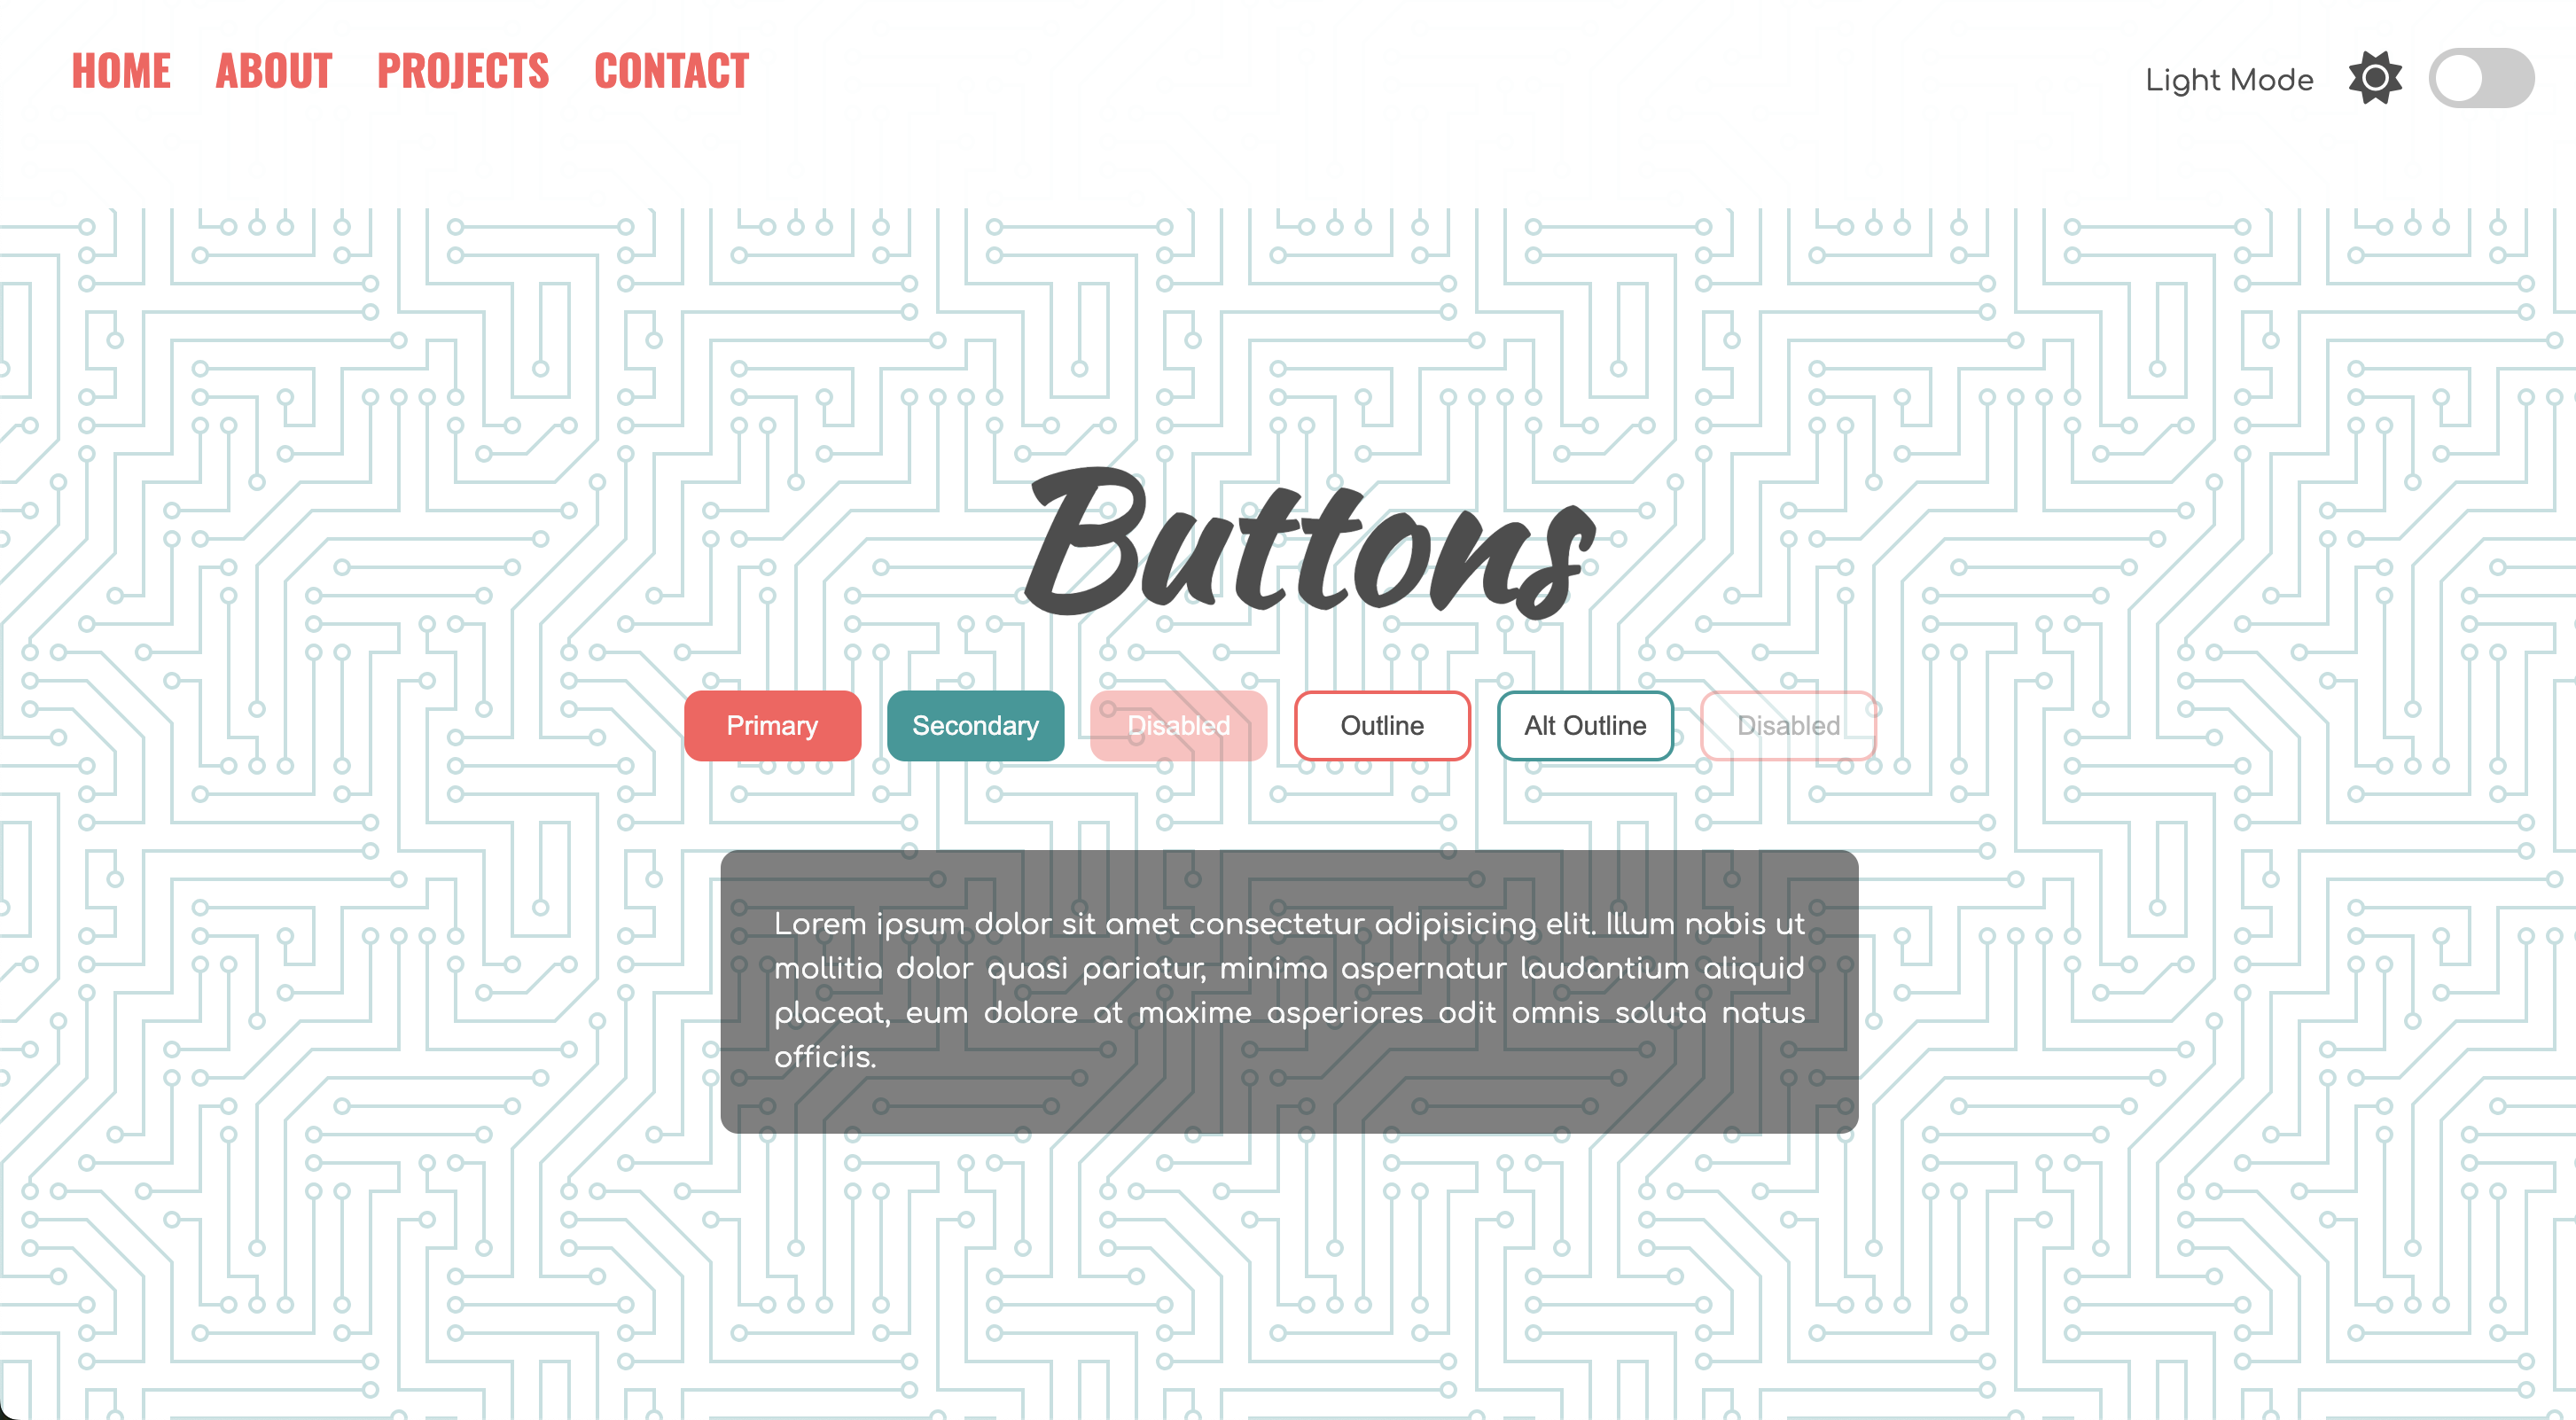 HOME ABOUT PROJECTS CONTACT Light Mode
Buttons
Primary Secondary Disabled Outline Alt Outline Disabled
Lorem ipsum dolor sit amet consectetur adipisicing elit. Illum nobis ut
mollitia dolor quasi pariatur, minima aspernatur laudantium aliquid
placeat, eum dolore at maxime asperiores odit omnis soluta natus
officiis.